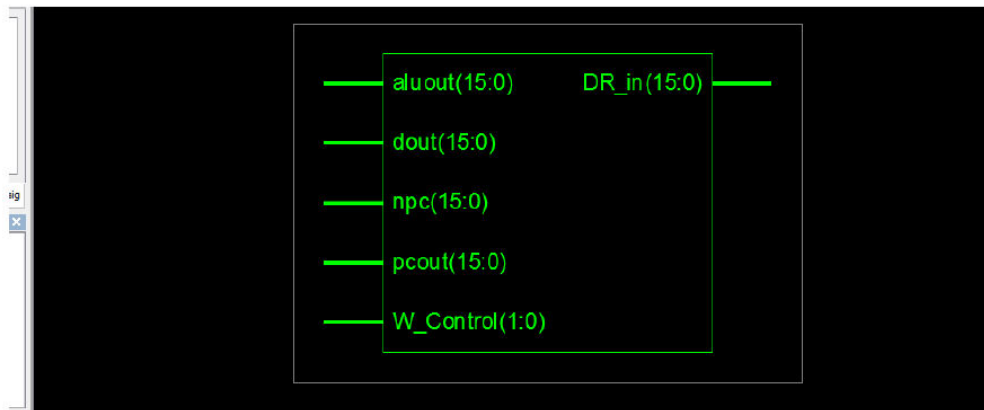 aluout(15:0) DR_in(15:0)
dout(15:0)
npc(15:0)
sig
pcout(15:0)
W_Control(1:0)